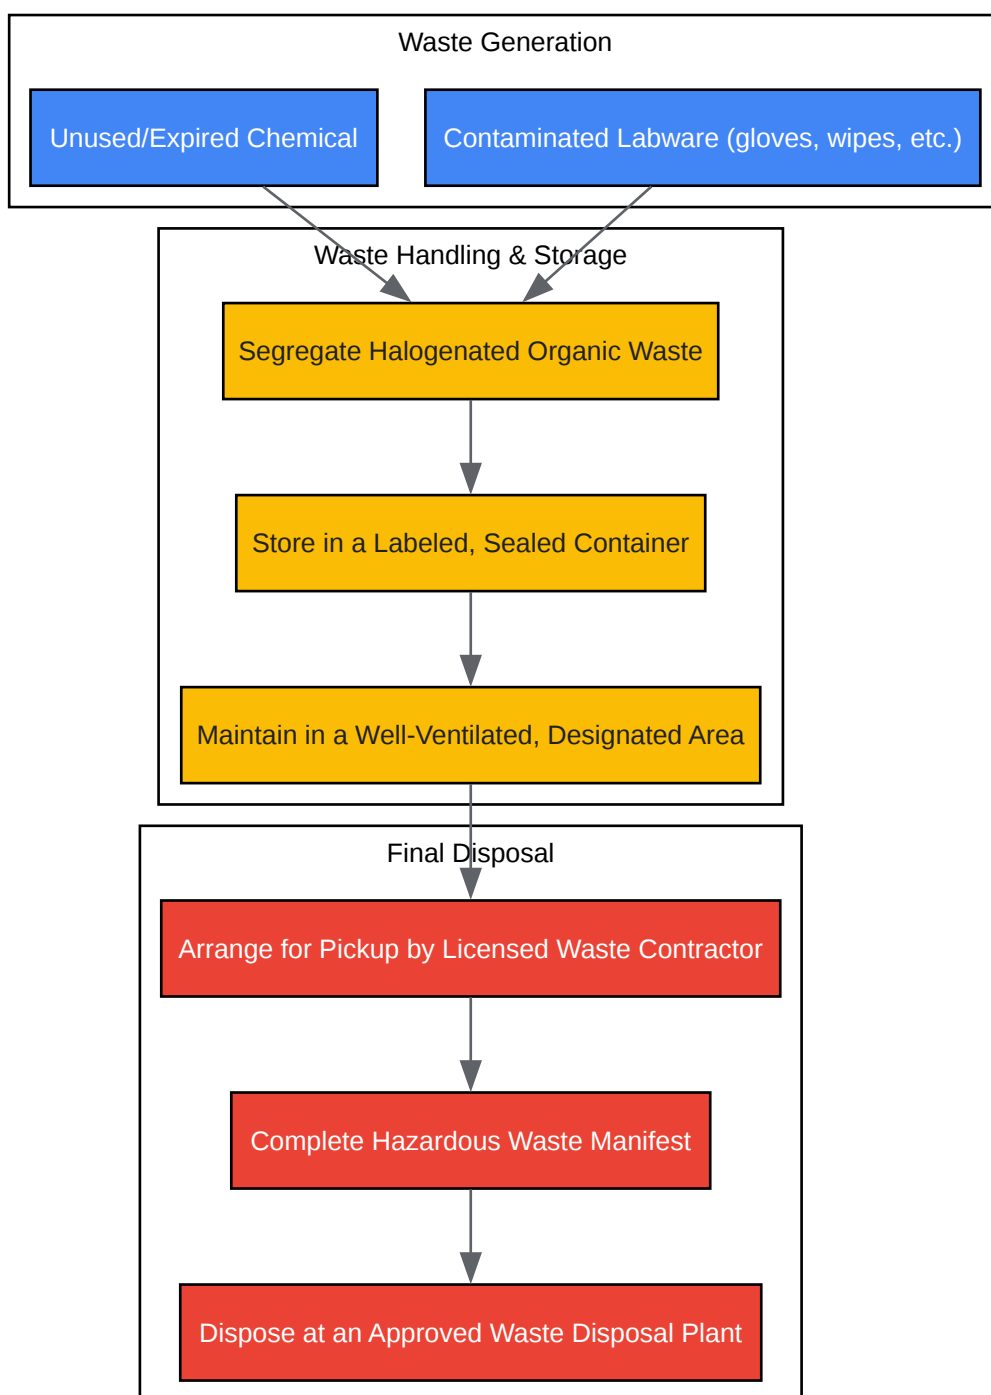 Waste Generation
Unused/Expired Chemical
Contaminated Labware (gloves, wipes, etc.)
Waste Handling & Storage
Segregate Halogenated Organic Waste
Store in a Labeled, Sealed Container
Maintain in a Well-Ventilated, Designated Area
Final Disposal
Arrange for Pickup by Licensed Waste Contractor
Complete Hazardous Waste Manifest
Dispose at an Approved Waste Disposal Plant